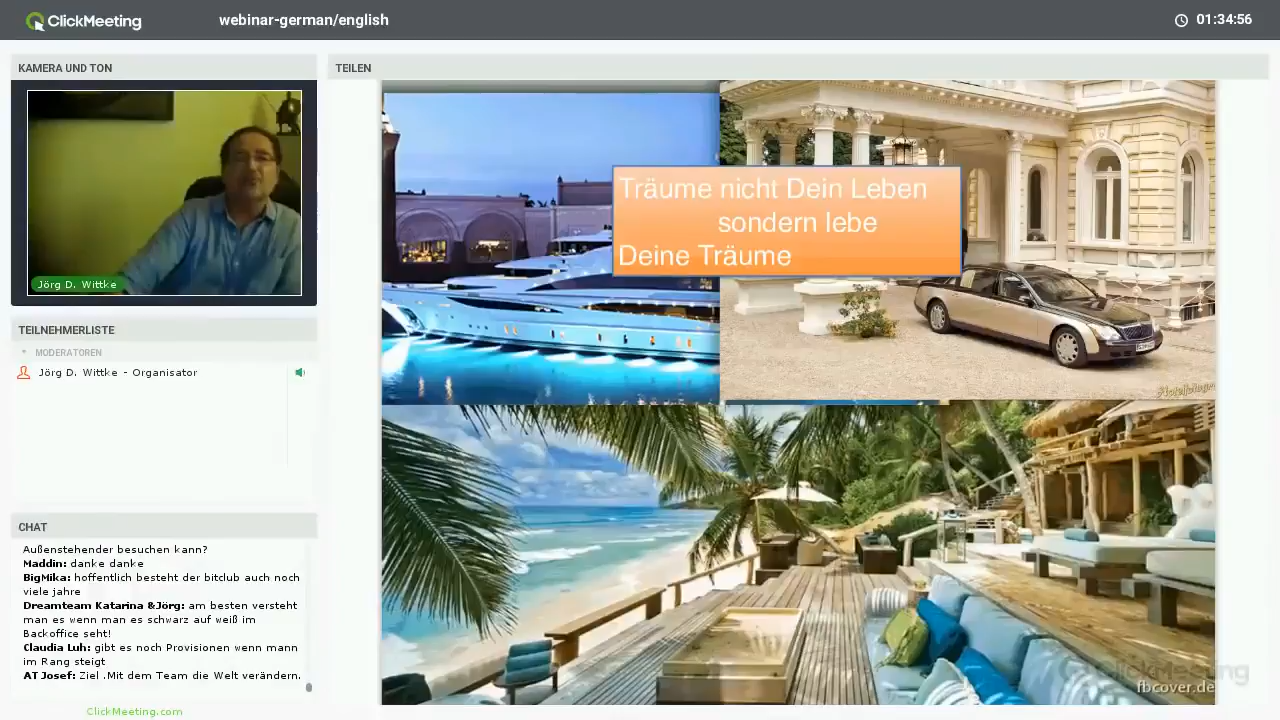 ClickMeeting
webinar-german/english
01:34:56
KAMERA UND TON
Jörg D. Wittke
TEILNEHMERLISTE
MODERATOREN
Jörg D. Wittke - Organisator
CHAT
Außenstehender besuchen kann?
Maddin: danke danke
BigMika: hoffentlich besteht der bitclub auch noch
viele jahre
Dreamteam Katarina &Jörg: am besten versteht
man es wenn man es schwarz auf weiß im
Backoffice seht!
Claudia Luh: gibt es noch Provisionen wenn mann
im Rang steigt
AT Josef: Ziel .Mit dem Team die Welt verändern.
ClickMeeting.com
TEILEN
Träume nicht Dein Leben
sondern lebe
Deine Träume
ClickMeeting
fbcover.de